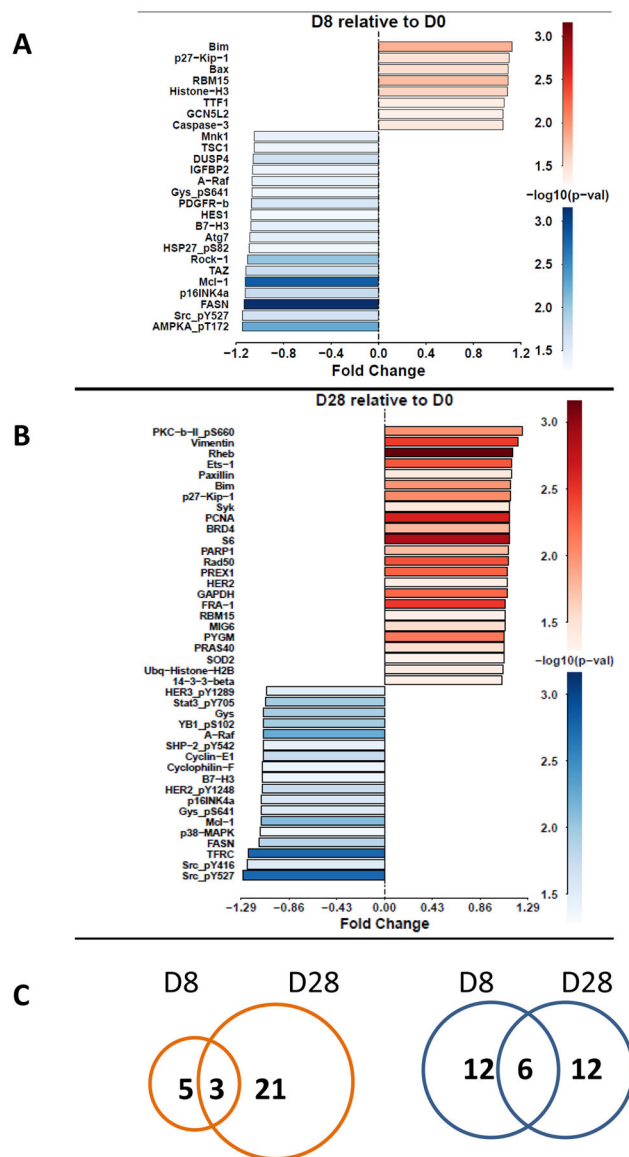 A
D8 relative to D0
Bim
p27-Kip-1
Bax
RBM15
Histone-H3
TTF1
GCN5L2
Caspase-3
Mnk1
TSC1
DUSP4
IGFBP2
A-Raf
Gys_pS641
PDGFR-b
HES1
B7-H3
Atg7
HSP27_pS82
Rock-1
TAZ
Mcl-1
p16INK4a
FASN
Src_pY527
AMPKA_pT172
−1.2 −0.8 −0.4 0.0 0.4 0.8 1.2
Fold Change
3.0
2.5
2.0
1.5
−log10(p-val)
3.0
2.5
2.0
1.5
B
D28 relative to D0
PKC-b-II_pS660
Vimentin
Rheb
Ets-1
Paxillin
Bim
p27-Kip-1
Syk
PCNA
BRD4
S6
PARP1
Rad50
PREX1
HER2
GAPDH
FRA-1
RBM15
MIG6
PYGM
PRAS40
SOD2
Ubq-Histone-H2B
14-3-3-beta
HER3_pY1289
Stat3_pY705
Gys
YB1_pS102
A-Raf
SHP-2_pY542
Cyclin-E1
Cyclophilin-F
B7-H3
HER2_pY1248
p16INK4a
Gys_pS641
Mcl-1
p38-MAPK
FASN
TFRC
Src_pY416
Src_pY527
−1.29 −0.86 −0.43 0.00 0.43 0.86 1.29
Fold Change
3.0
2.5
2.0
1.5
−log10(p-val)
3.0
2.5
2.0
1.5
C
D8 D28
5 3 21
D8 D28
12 6 12